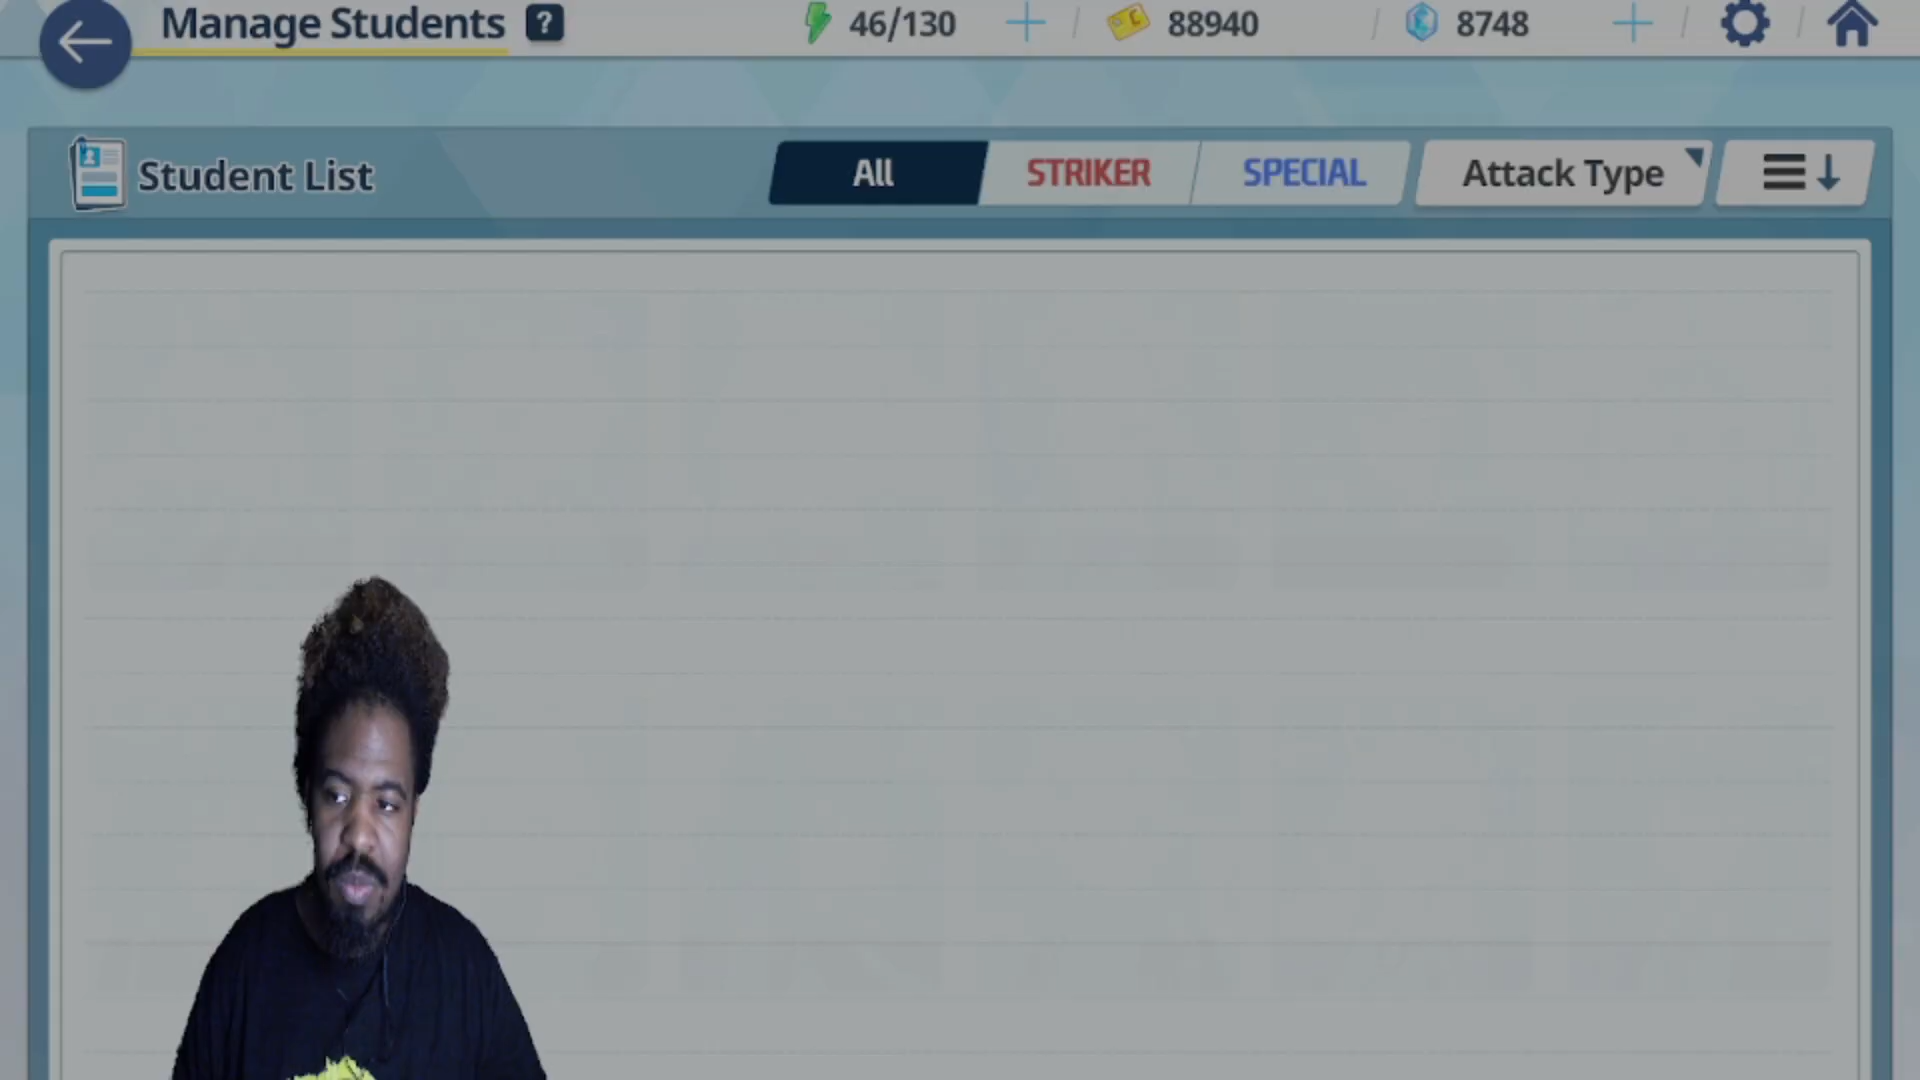 Manage Students ? 46/130 88940 8748
Student List All STRIKER SPECIAL Attack Type